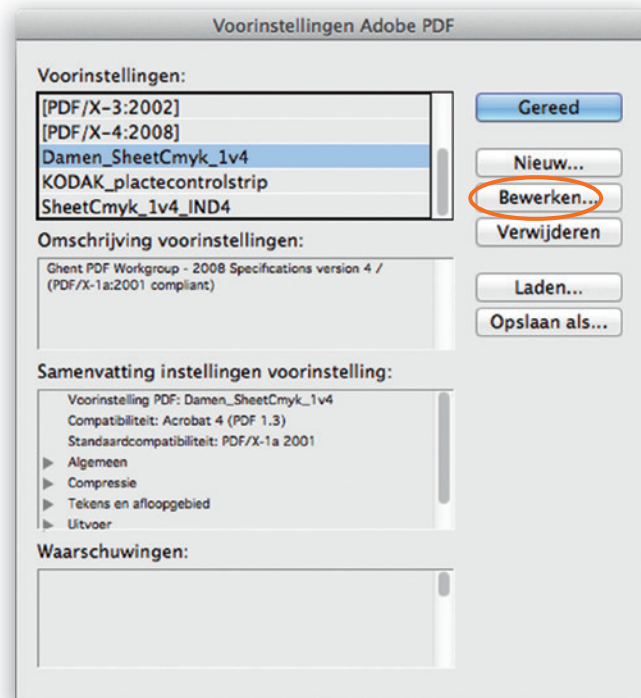 Voorinstellingen Adobe PDF
Voorinstellingen:
[PDF/X-3:2002]
[PDF/X-4:2008]
Damen_SheetCmyk_1v4
KODAK_plactecontrolstrip
SheetCmyk_1v4_IND4
Gereed
Nieuw...
Bewerken...
Verwijderen
Laden...
Opslaan als...
Omschrijving voorinstellingen:
Ghent PDF Workgroup - 2008 Specifications version 4 /
(PDF/X-1a:2001 compliant)
Samenvatting instellingen voorinstelling:
Voorinstelling PDF: Damen_SheetCmyk_1v4
Compatibiliteit: Acrobat 4 (PDF 1.3)
Standaardcompatibiliteit: PDF/X-1a 2001
Algemeen
Compressie
Tekens en afloopgebied
Uitvoer
Waarschuwingen: